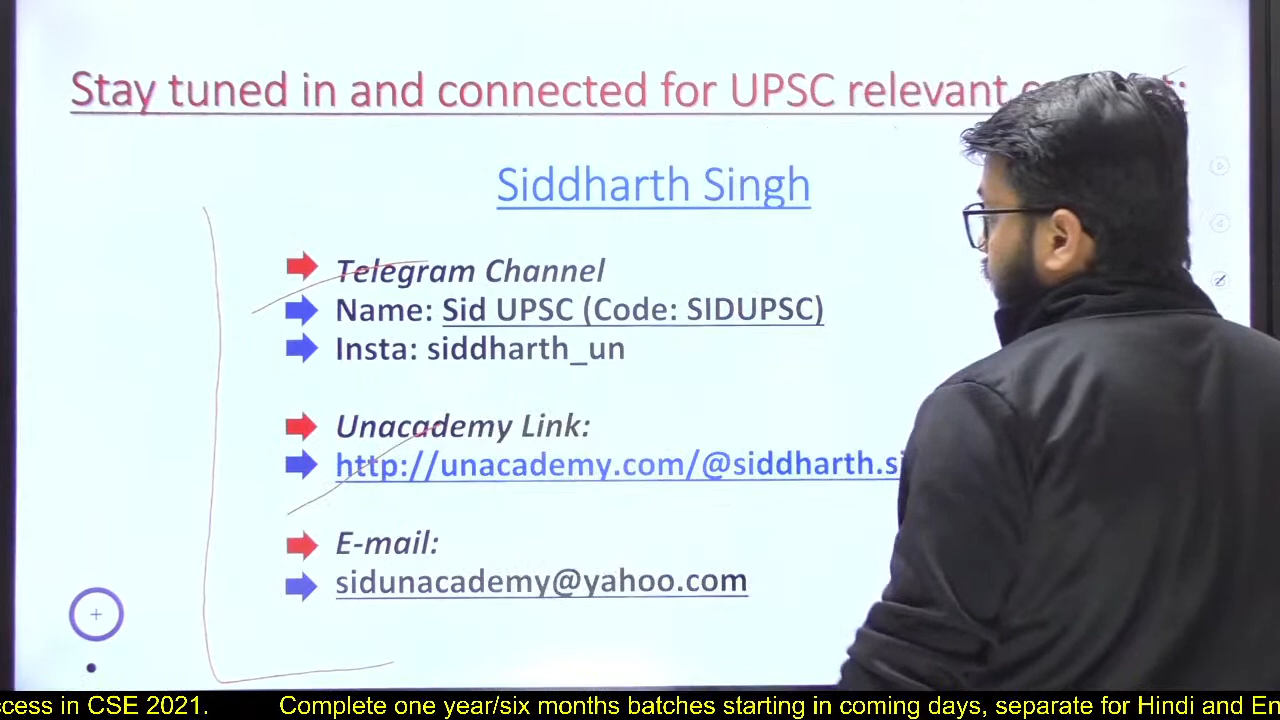 Stay tuned in and connected for UPSC relevant
Siddharth Singh
Telegram Channel
Name: Sid UPSC (Code: SIDUPSC)
Insta: siddharth_un
Unacademy Link:
http://unacademy.com/@siddharth.si
E-mail:
sidunacademy@yahoo.com
ccess in CSE 2021. Complete one year/six months batches starting in coming days, separate for Hindi and En